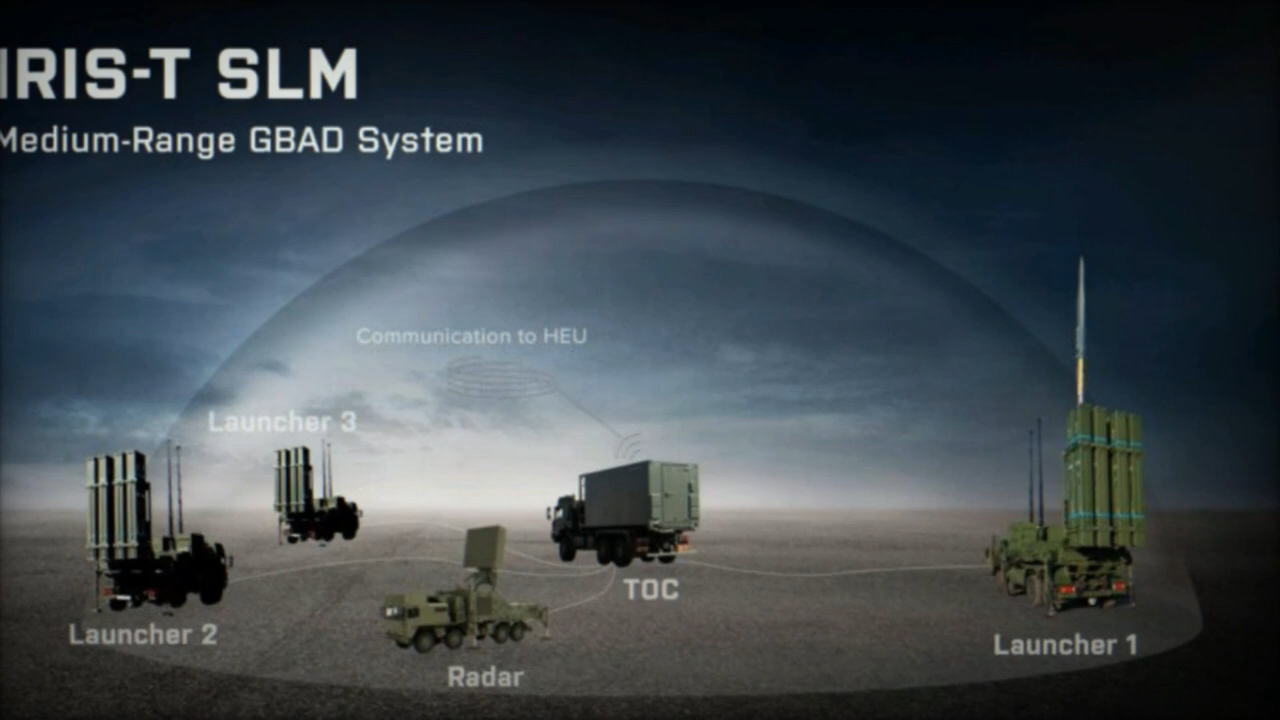 IRIS-T SLM
Medium-Range GBAD System
Communication to HEU
Launcher 3
TOC
Launcher 2
Launcher 1
Radar